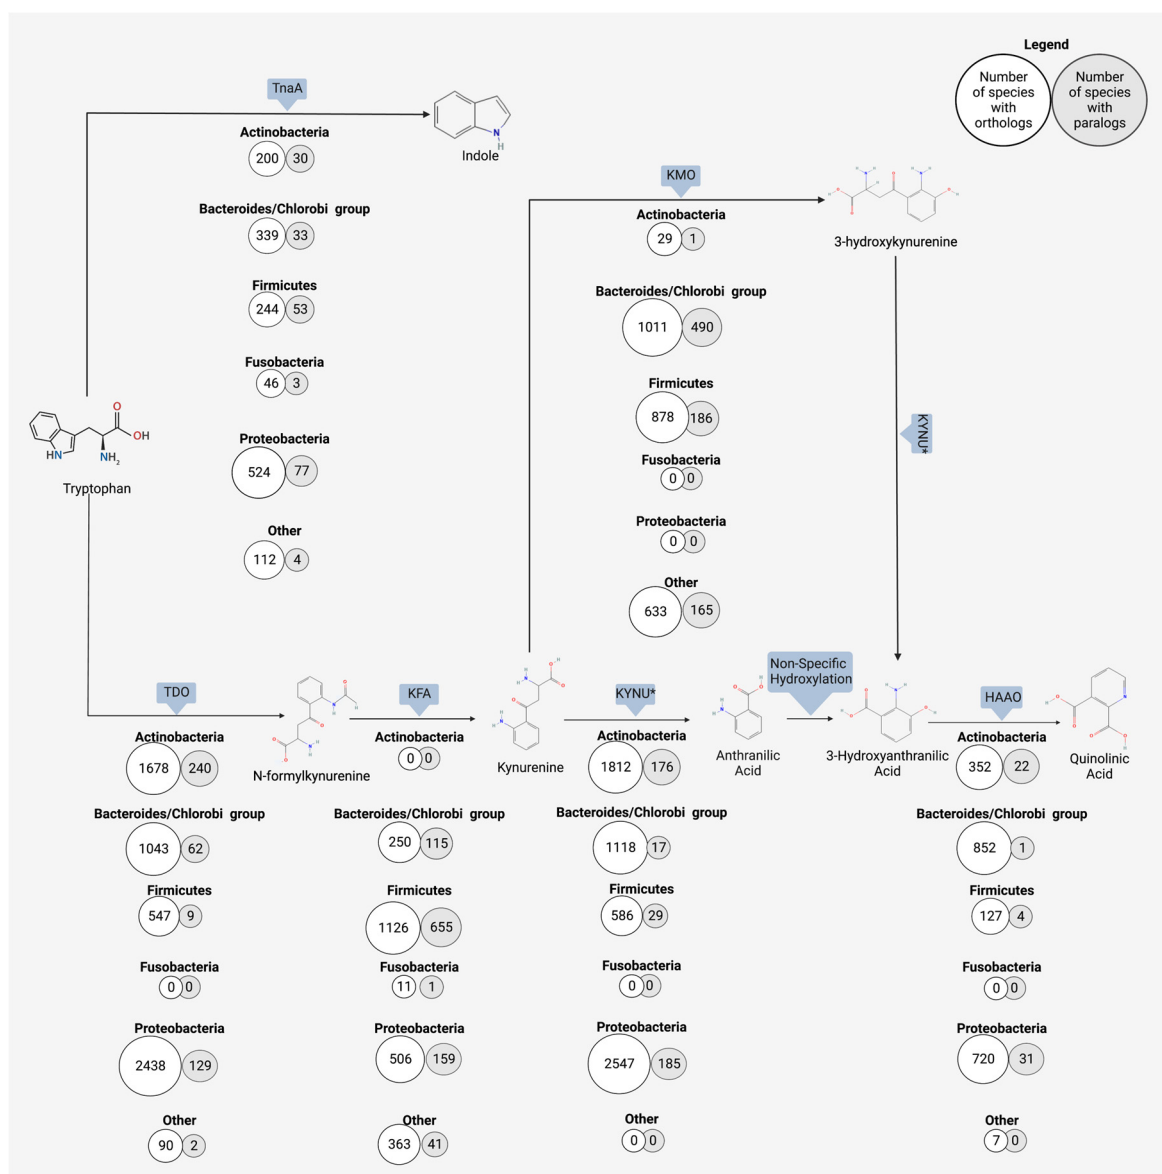 Legend
Number
of species
with
orthologs
Number
of species
with
paralogs
TnaA
Indole
N
H
Actinobacteria
200 30
Bacteroides/Chlorobi group
339 33
Firmicutes
244 53
Fusobacteria
46 3
Proteobacteria
524 77
Other
112 4
O
OH
HN
NH2
Tryptophan
KMO
3-hydroxykynurenine
Actinobacteria
29 1
Bacteroides/Chlorobi group
1011 490
Firmicutes
878 186
Fusobacteria
0 0
Proteobacteria
0 0
Other
633 165
KYNU*
TDO
N-formylkynurenine
Actinobacteria
1678 240
Bacteroides/Chlorobi group
1043 62
Firmicutes
547 9
Fusobacteria
0 0
Proteobacteria
2438 129
Other
90 2
KFA
Kynurenine
Actinobacteria
0 0
Bacteroides/Chlorobi group
250 115
Firmicutes
1126 655
Fusobacteria
11 1
Proteobacteria
506 159
Other
363 41
KYNU*
Anthranilic
Acid
Actinobacteria
1812 176
Bacteroides/Chlorobi group
1118 17
Firmicutes
586 29
Fusobacteria
0 0
Proteobacteria
2547 185
Other
0 0
Non-Specific
Hydroxylation
3-Hydroxyanthranilic
Acid
HAAO
Quinolinic
Acid
Actinobacteria
352 22
Bacteroides/Chlorobi group
852 1
Firmicutes
127 4
Fusobacteria
0 0
Proteobacteria
720 31
Other
7 0